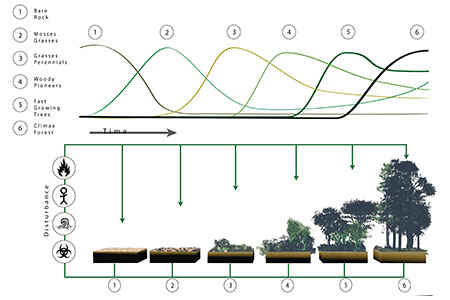 1 Bare
Rock
2 Mosses
Grasses
3 Grasses
Perennials
4 Woody
Pioneers
5 Fast
Growing
Trees
6 Climax
Forest
1 2 3 4 5 6
Time
Disturbance
1 2 3 4 5 6